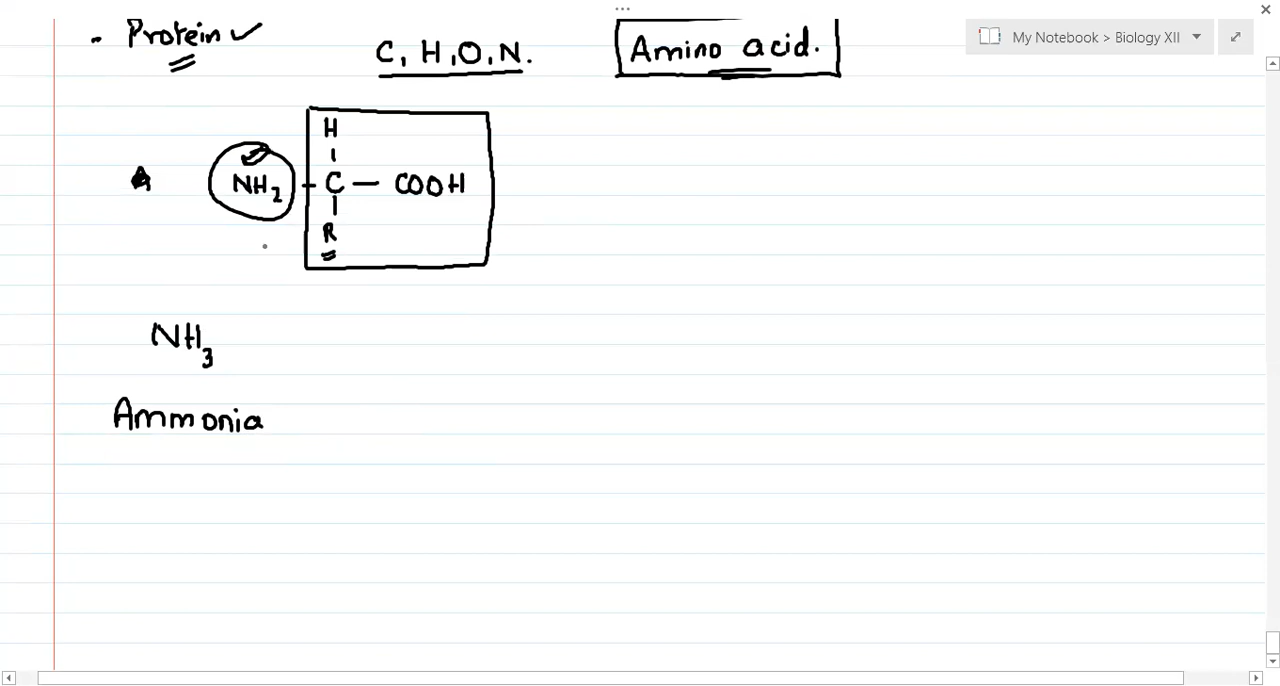 ...
My Notebook > Biology XII
- Protein ✓
C, H, O, N.
Amino acid.
H
NH2 - C - COOH
R
NH3
Ammonia